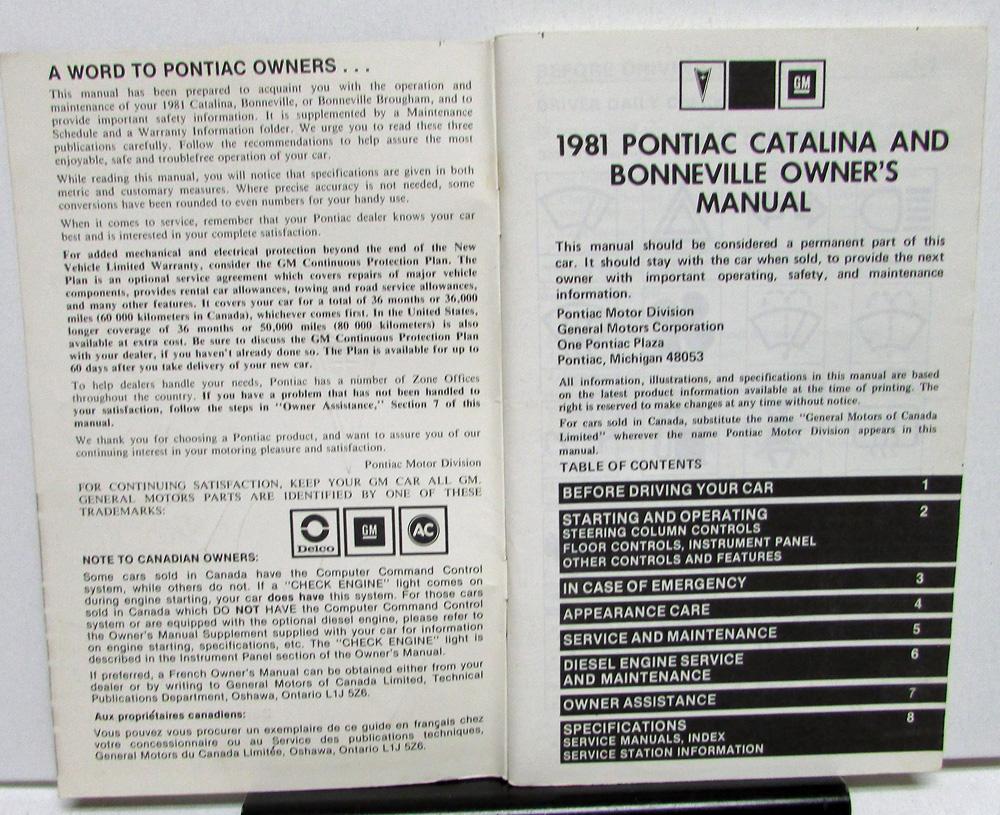 A WORD TO PONTIAC OWNERS . . .
This manual has been prepared to acquaint you with the operation and
maintenance of your 1981 Catalina, Bonneville, or Bonneville Brougham, and to
provide important safety information. It is supplemented by a Maintenance
Schedule and a Warranty Information folder. We urge you to read these three
publications carefully. Follow the recommendations to help assure the most
enjoyable, safe and troublefree operation of your car.
While reading this manual, you will notice that specifications are given in both
metric and customary measures. Where precise accuracy is not needed, some
conversions have been rounded to even numbers for your handy use.
When it comes to service, remember that your Pontiac dealer knows your car
best and is interested in your complete satisfaction.
For added mechanical and electrical protection beyond the end of the New
Vehicle Limited Warranty, consider the GM Continuous Protection Plan. The
Plan is an optional service agreement which covers repairs of major vehicle
components, provides rental car allowances, towing and road service allowances,
and many other features. It covers your car for a total of 36 months or 36,000
miles (60 000 kilometers in Canada), whichever comes first. In the United States,
longer coverage of 36 months or 50,000 miles (80 000 kilometers) is also
available at extra cost. Be sure to discuss the GM Continuous Protection Plan
with your dealer, if you haven't already done so. The Plan is available for up to
60 days after you take delivery of your new car.
To help dealers handle your needs, Pontiac has a number of Zone Offices
throughout the country. If you have a problem that has not been handled to
your satisfaction, follow the steps in "Owner Assistance," Section 7 of this
manual.
We thank you for choosing a Pontiac product, and want to assure you of our
continuing interest in your motoring pleasure and satisfaction.
Pontiac Motor Division
FOR CONTINUING SATISFACTION, KEEP YOUR GM CAR ALL GM.
GENERAL MOTORS PARTS ARE IDENTIFIED BY ONE OF THESE
TRADEMARKS:
Delco GM AC
NOTE TO CANADIAN OWNERS:
Some cars sold in Canada have the Computer Command Control
system, while others do not. If a "CHECK ENGINE" light comes on
during engine starting, your car does have this system. For those cars
sold in Canada which DO NOT HAVE the Computer Command Control
system or are equipped with the optional diesel engine, please refer to
the Owner's Manual Supplement supplied with your car for information
on engine starting, specifications, etc. The "CHECK ENGINE" light is
described in the Instrument Panel section of the Owner's Manual.
If preferred, a French Owner's Manual can be obtained either from your
dealer or by writing to General Motors of Canada Limited, Technical
Publications Department, Oshawa, Ontario L1J 5Z6.
Aux propriétaires canadiens:
Vous pouvez vous procurer un exemplaire de ce guide en français chez
votre concessionnaire ou au Service des publications techniques,
General Motors du Canada Limitée, Oshawa, Ontario L1J 5Z6.
GM
1981 PONTIAC CATALINA AND
BONNEVILLE OWNER'S
MANUAL
This manual should be considered a permanent part of this
car. It should stay with the car when sold, to provide the next
owner with important operating, safety, and maintenance
information.
Pontiac Motor Division
General Motors Corporation
One Pontiac Plaza
Pontiac, Michigan 48053
All information, illustrations, and specifications in this manual are based
on the latest product information available at the time of printing. The
right is reserved to make changes at any time without notice.
For cars sold in Canada, substitute the name "General Motors of Canada
Limited" wherever the name Pontiac Motor Division appears in this
manual.
TABLE OF CONTENTS
BEFORE DRIVING YOUR CAR 1
STARTING AND OPERATING 2
STEERING COLUMN CONTROLS
FLOOR CONTROLS, INSTRUMENT PANEL
OTHER CONTROLS AND FEATURES
IN CASE OF EMERGENCY 3
APPEARANCE CARE 4
SERVICE AND MAINTENANCE 5
DIESEL ENGINE SERVICE 6
AND MAINTENANCE
OWNER ASSISTANCE 7
SPECIFICATIONS 8
SERVICE MANUALS, INDEX
SERVICE STATION INFORMATION